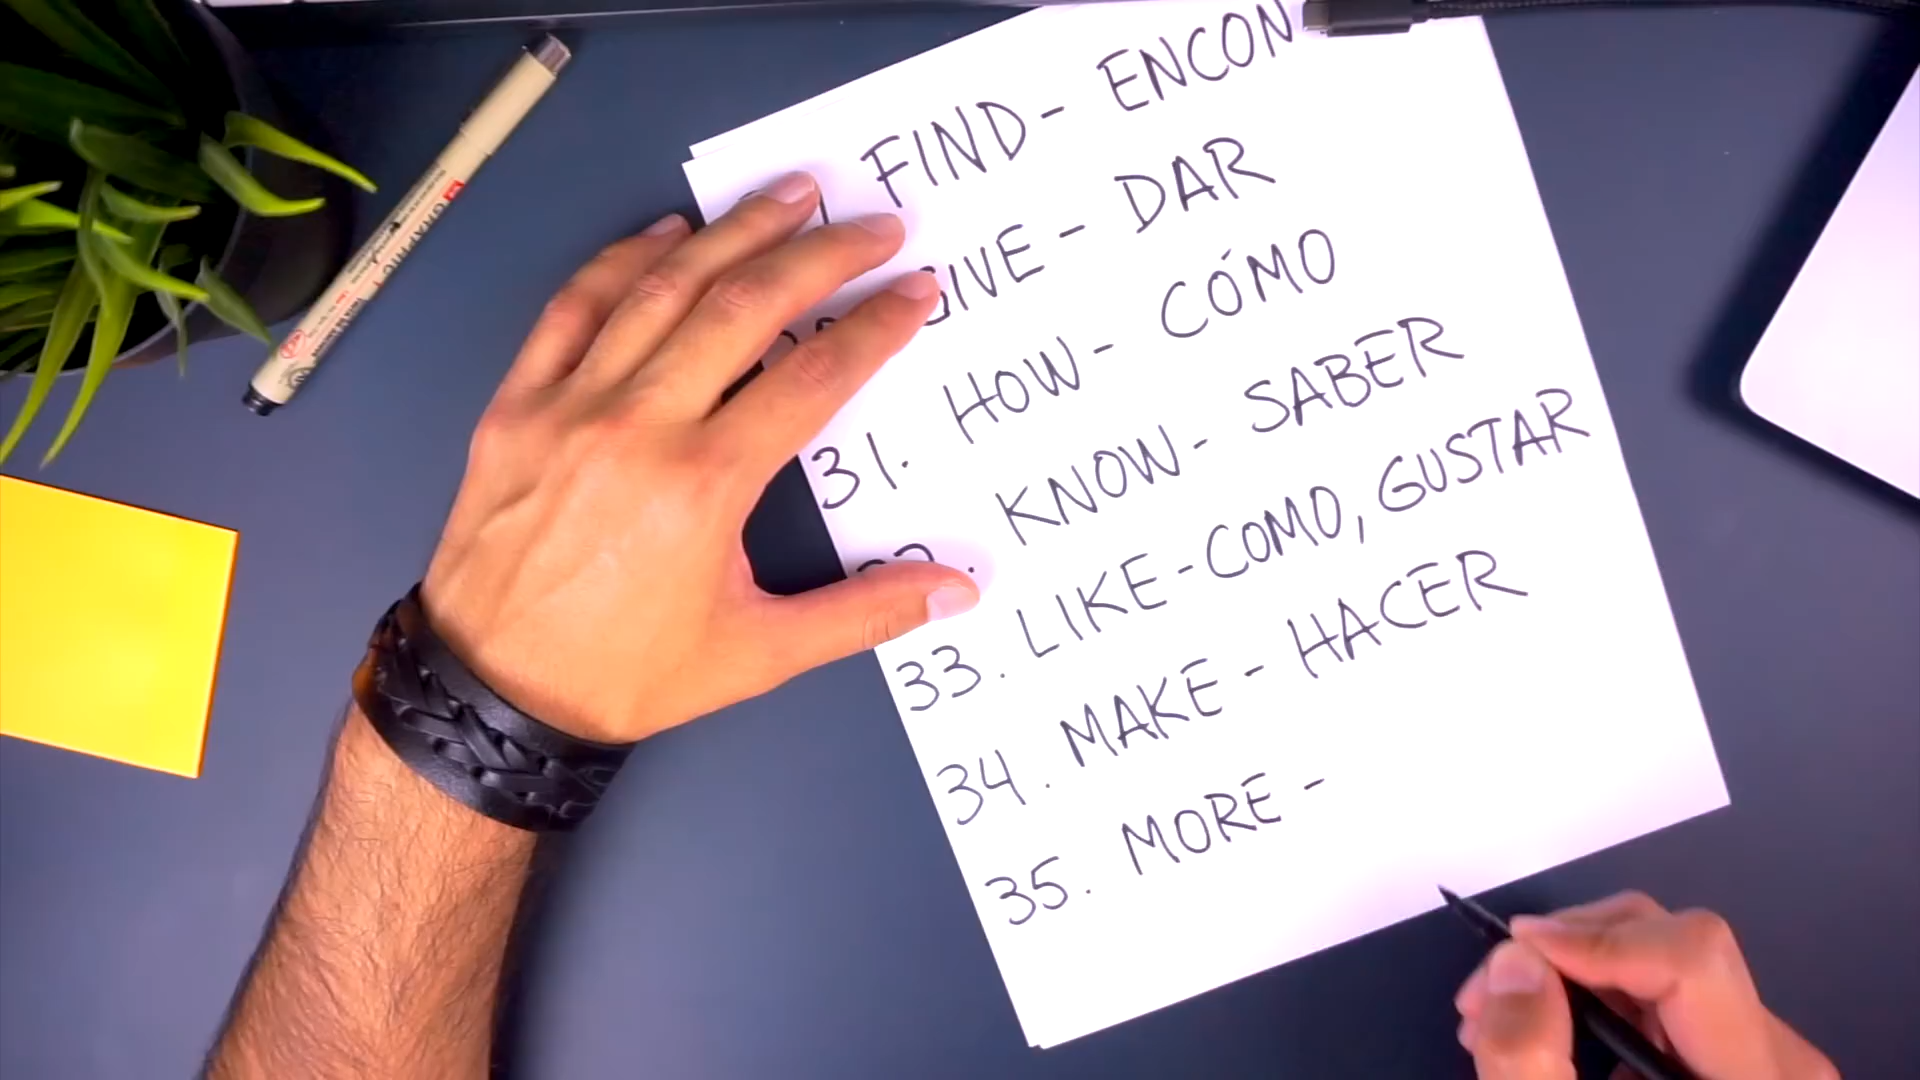 FIND - ENCON
GIVE - DAR
31. HOW - CÓMO
KNOW - SABER
33. LIKE - COMO, GUSTAR
34. MAKE - HACER
35. MORE -